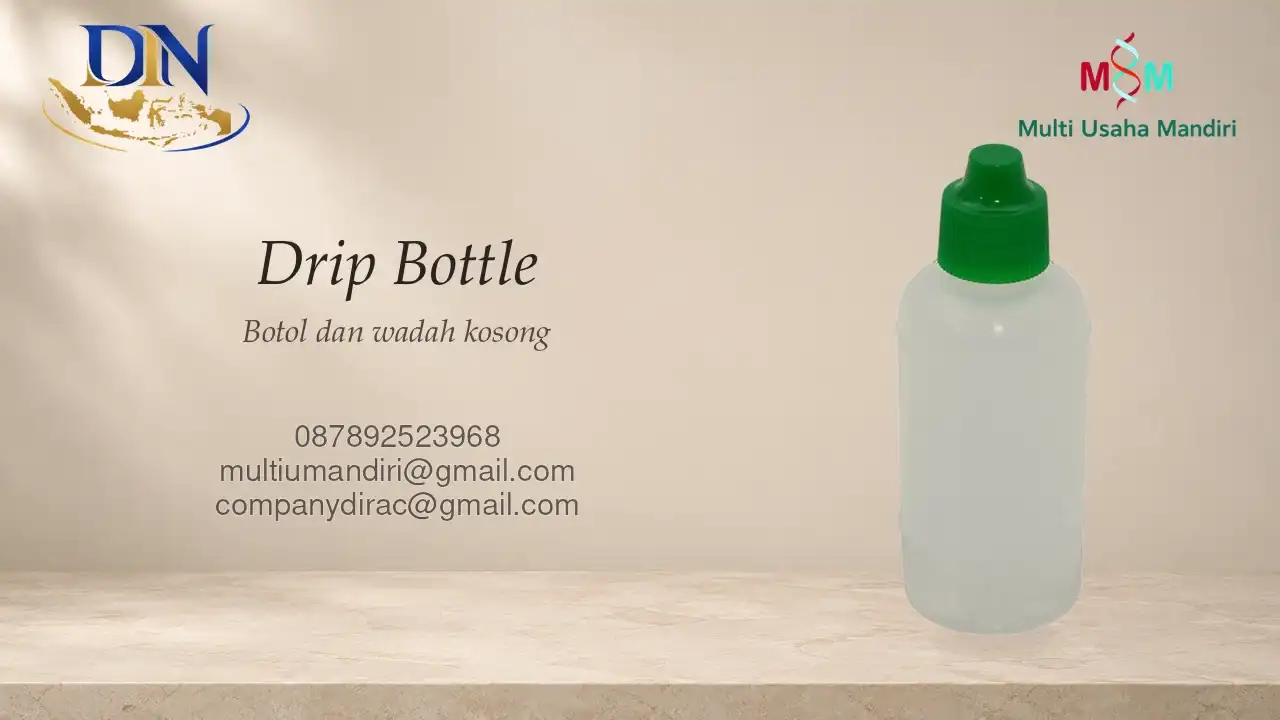 DN
MSM
Multi Usaha Mandiri
Drip Bottle
Botol dan wadah kosong
087892523968
multiumandiri@gmail.com
companydirac@gmail.com